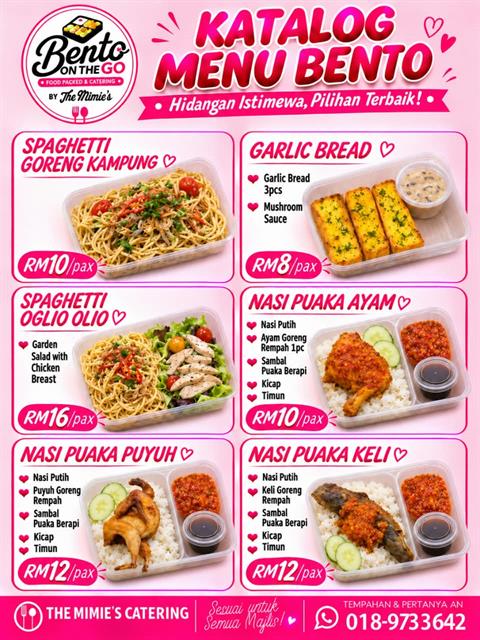 Bento
ON THE GO
• FOOD PACKED & CATERING •
BY The Mimie's
KATALOG
MENU BENTO
• Hidangan Istimewa, Pilihan Terbaik! •
SPAGHETTI
GORENG KAMPUNG
RM10/pax
GARLIC BREAD
Garlic Bread
3pcs
Mushroom
Sauce
RM8/pax
SPAGHETTI
OGLIO OLIO
Garden
Salad with
Chicken
Breast
RM16/pax
NASI PUAKA AYAM
Nasi Putih
Ayam Goreng
Rempah 1pc
Sambal
Puaka Berapi
Kicap
Timun
RM10/pax
NASI PUAKA PUYUH
Nasi Putih
Puyuh Goreng
Rempah
Sambal
Puaka Berapi
Kicap
Timun
RM12/pax
NASI PUAKA KELI
Nasi Putih
Keli Goreng
Rempah
Sambal
Puaka Berapi
Kicap
Timun
RM12/pax
THE MIMIE'S CATERING
Sesuai untuk
Semua Majlis!
TEMPAHAN & PERTANYA AN
018-9733642